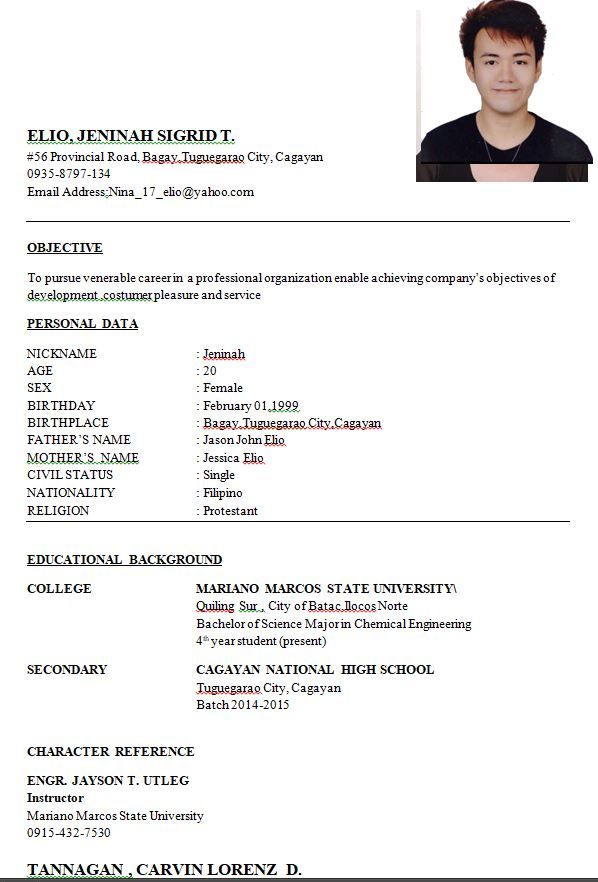 ELIO, JENINAH SIGRID T.
#56 Provincial Road, Bagay,Tuguegarao City, Cagayan
0935-8797-134
Email Address;Nina_17_elio@yahoo.com
OBJECTIVE
To pursue venerable career in a professional organization enable achieving company's objectives of
development ,costumer pleasure and service
PERSONAL DATA
NICKNAME : Jeninah
AGE : 20
SEX : Female
BIRTHDAY : February 01,1999
BIRTHPLACE : Bagay,Tuguegarao City,Cagayan
FATHER'S NAME : Jason John Elio
MOTHER'S NAME : Jessica Elio
CIVIL STATUS : Single
NATIONALITY : Filipino
RELIGION : Protestant
EDUCATIONAL BACKGROUND
COLLEGE MARIANO MARCOS STATE UNIVERSITY\
Quiling Sur , City of Batac,Ilocos Norte
Bachelor of Science Major in Chemical Engineering
4th year student (present)
SECONDARY CAGAYAN NATIONAL HIGH SCHOOL
Tuguegarao City, Cagayan
Batch 2014-2015
CHARACTER REFERENCE
ENGR. JAYSON T. UTLEG
Instructor
Mariano Marcos State University
0915-432-7530
TANNAGAN , CARVIN LORENZ D.